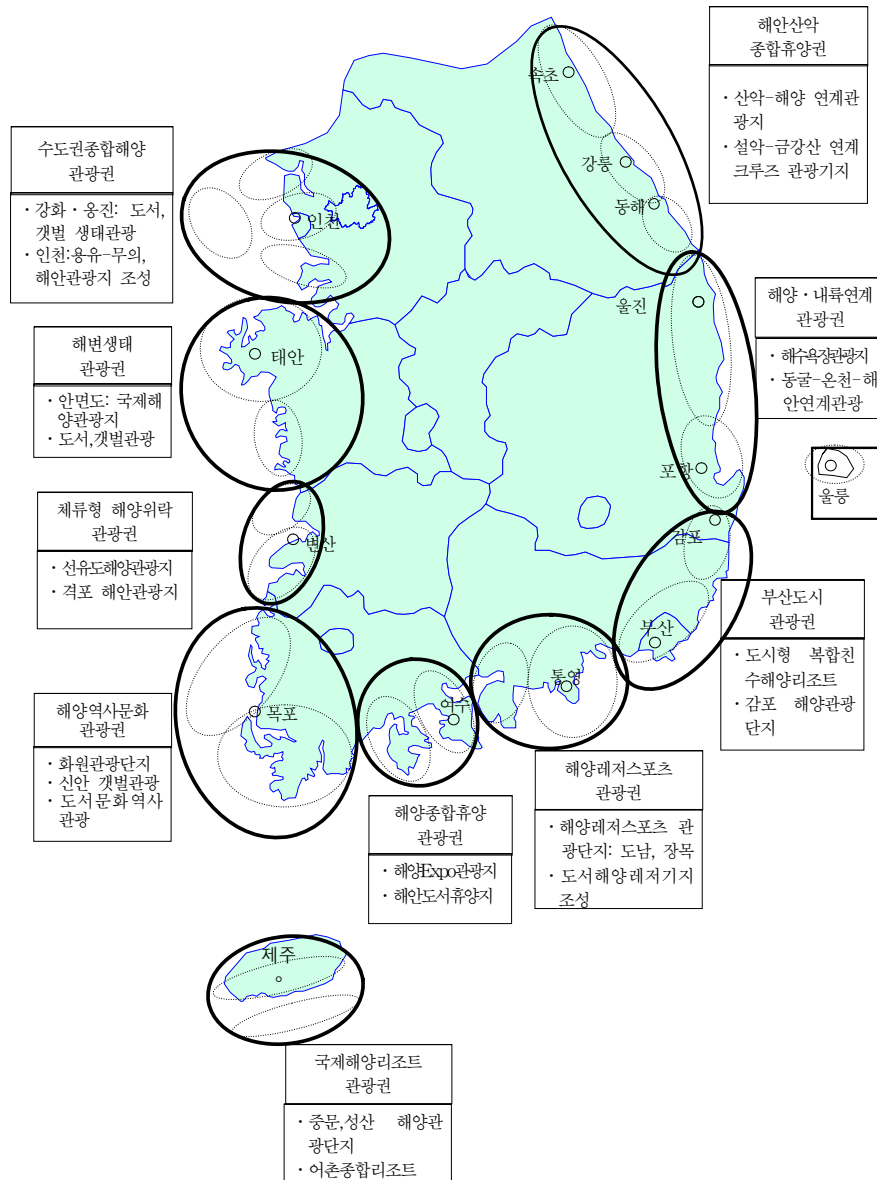 해안산악
종합휴양권
· 산악-해양 연계관
광지
· 설악-금강산 연계
크루즈 관광기지
수도권종합해양
관광권
· 강화·옹진: 도서,
갯벌 생태관광
· 인천:용유-무의,
해안관광지 조성
해변생태
관광권
· 안면도: 국제해
양관광지
· 도서,갯벌관광
체류형 해양위락
관광권
· 선유도해양관광지
· 격포 해안관광지
해양역사문화
관광권
· 화원관광단지
· 신안 갯벌관광
· 도서문화역사
관광
해양·내륙연계
관광권
· 해수욕장관광지
· 동굴-온천-해
안연계관광
부산도시
관광권
· 도시형 복합친
수해양리조트
· 감포 해양관광
단지
해양레저스포츠
관광권
· 해양레저스포츠 관
광단지: 도남, 장목
· 도서해양레저기지
조성
해양종합휴양
관광권
· 해양Expo관광지
· 해안도서휴양지
국제해양리조트
관광권
· 중문,성산 해양관
광단지
· 어촌종합리조트
속초
강릉
동해
인천
울진
태안
포항
울릉
변산
감포
부산
통영
여수
목포
제주